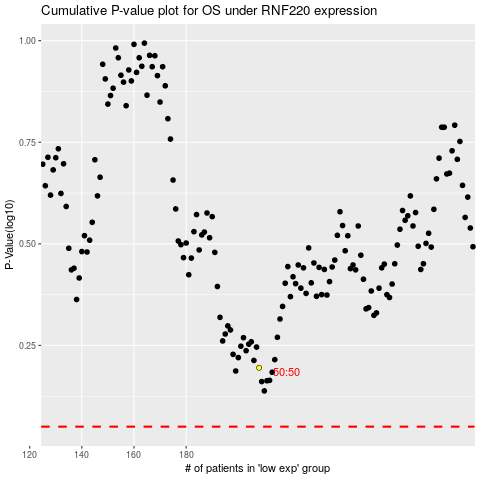 Cumulative P-value plot for OS under RNF220 expression
P-Value(log10)
1.00
0.75
0.50
0.25
50:50
120 140 160 180
# of patients in 'low exp' group